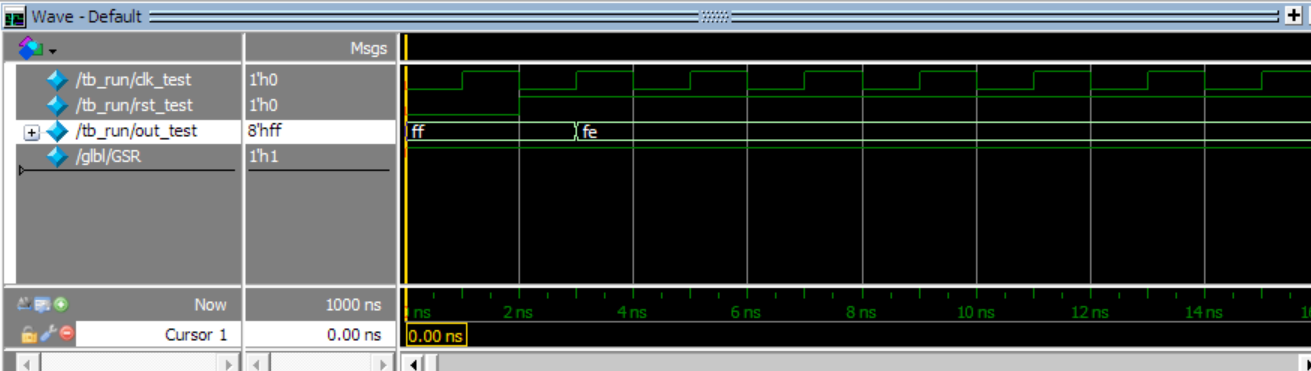 Wave - Default
Msgs
/tb_run/clk_test 1'h0
/tb_run/rst_test 1'h0
/tb_run/out_test 8'hff ff fe
/glbl/GSR 1'h1
Now 1000 ns ns 2 ns 4 ns 6 ns 8 ns 10 ns 12 ns 14 ns
Cursor 1 0.00 ns 0.00 ns